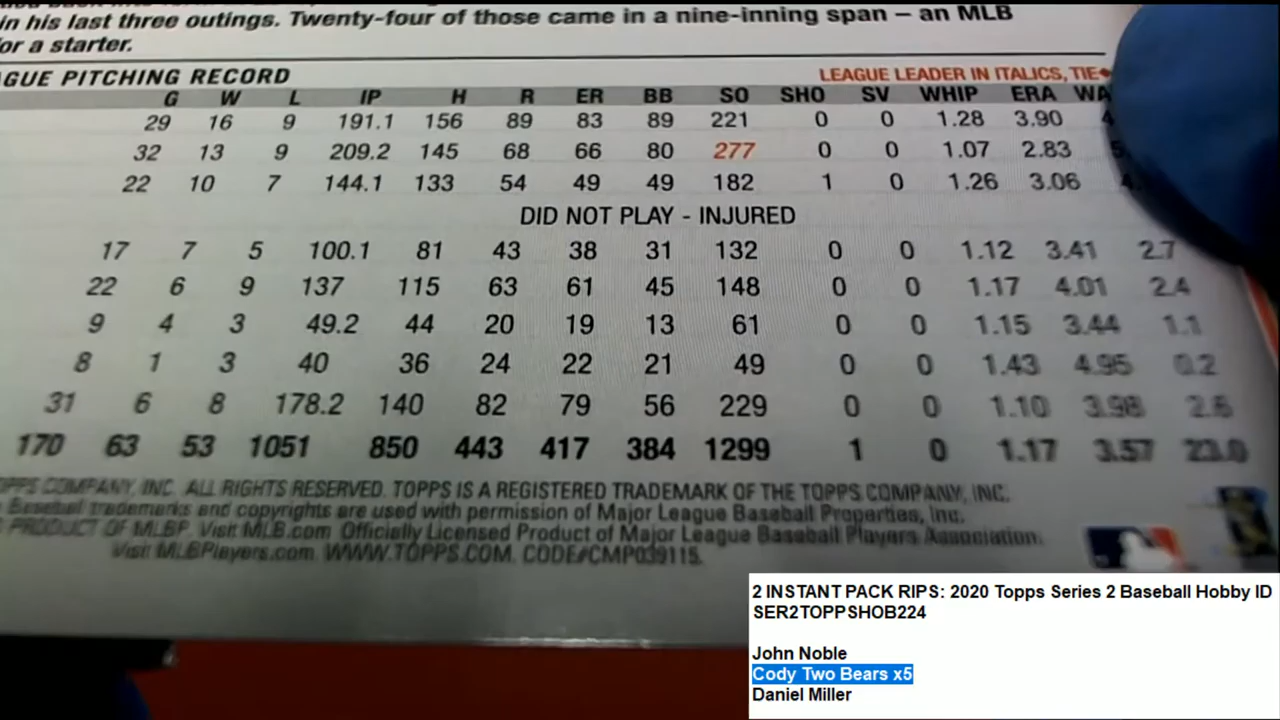 in his last three outings. Twenty-four of those came in a nine-inning span – an MLB
or a starter.
GUE PITCHING RECORD LEAGUE LEADER IN ITALICS, TIE◆
G W L IP H R ER BB SO SHO SV WHIP ERA WA
29 16 9 191.1 156 89 83 89 221 0 0 1.28 3.90 4
32 13 9 209.2 145 68 66 80 277 0 0 1.07 2.83 5
22 10 7 144.1 133 54 49 49 182 1 0 1.26 3.06 4.
DID NOT PLAY - INJURED
17 7 5 100.1 81 43 38 31 132 0 0 1.12 3.41 2.7
22 6 9 137 115 63 61 45 148 0 0 1.17 4.01 2.4
9 4 3 49.2 44 20 19 13 61 0 0 1.15 3.44 1.1
8 1 3 40 36 24 22 21 49 0 0 1.43 4.95 0.2
31 6 8 178.2 140 82 79 56 229 0 0 1.10 3.98 2.6
170 63 53 1051 850 443 417 384 1299 1 0 1.17 3.57 23.0
OPPS COMPANY, INC. ALL RIGHTS RESERVED. TOPPS IS A REGISTERED TRADEMARK OF THE TOPPS COMPANY, INC.
Baseball trademarks and copyrights are used with permission of Major League Baseball Properties, Inc.
PRODUCT OF MLBP. Visit MLB.com Officially Licensed Product of Major League Baseball Players Association.
Visit MLBPlayers.com. WWW.TOPPS.COM. CODE#CMP039115.
2 INSTANT PACK RIPS: 2020 Topps Series 2 Baseball Hobby ID
SER2TOPPSHOB224
John Noble
Cody Two Bears x5
Daniel Miller